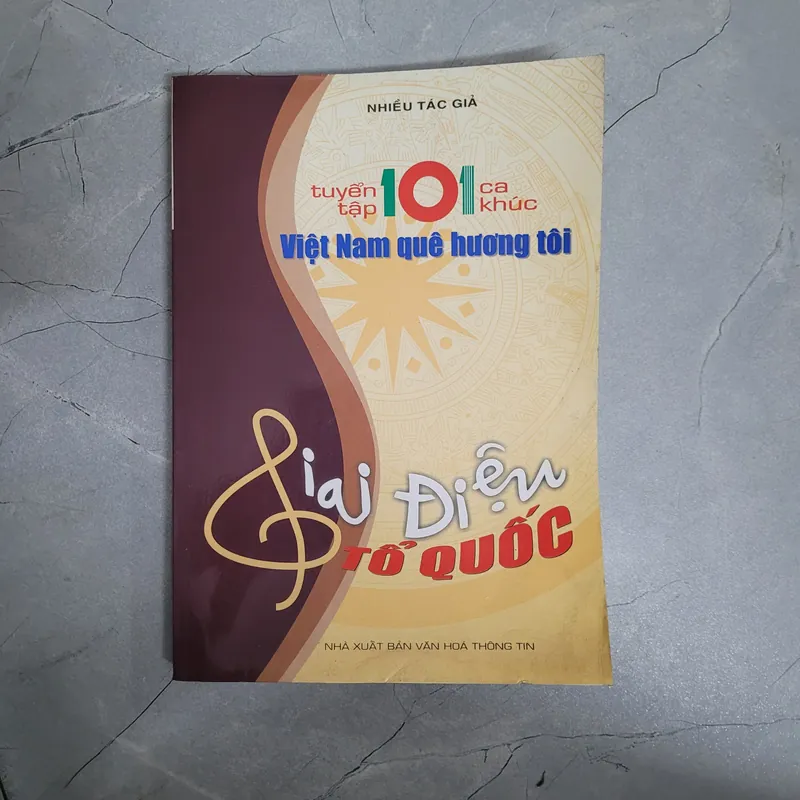 NHIỀU TÁC GIẢ
tuyển tập 101 ca khúc
Việt Nam quê hương tôi
Giai Điệu
TỔ QUỐC
NHÀ XUẤT BẢN VĂN HOÁ THÔNG TIN